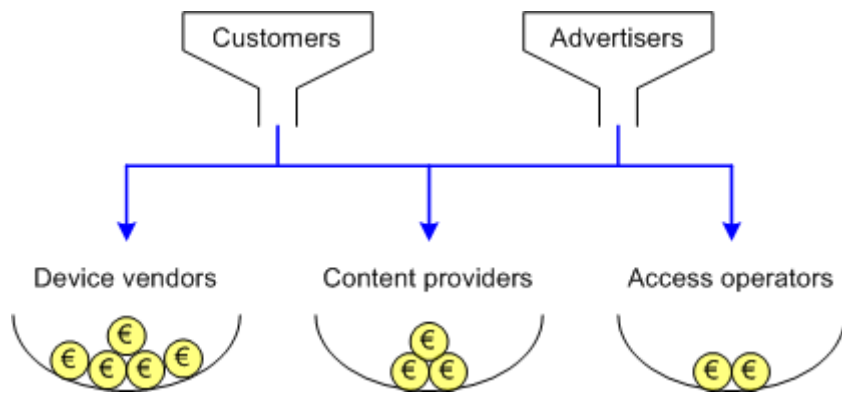 Customers
Advertisers
Device vendors
Content providers
Access operators
€
€ € € €
€
€ €
€ €